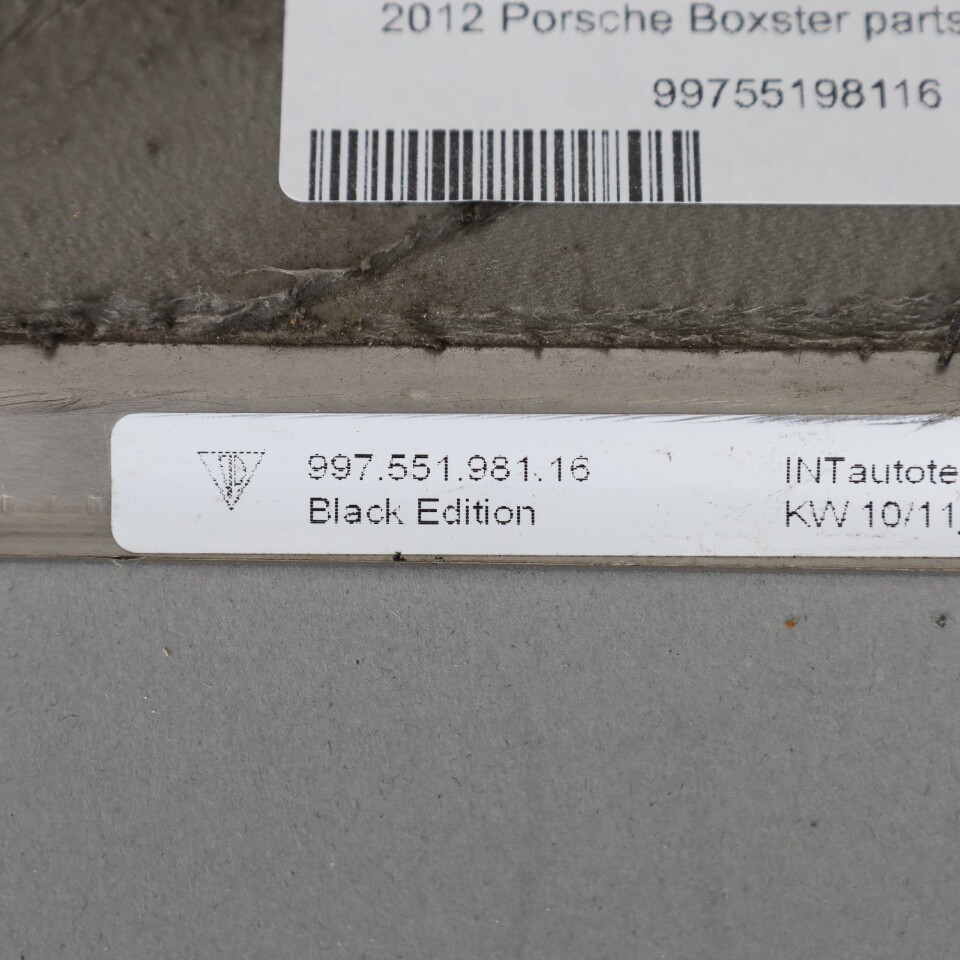 2012 Porsche Boxster parts
99755198116
997.551.981.16
Black Edition
INTautote
KW 10/11